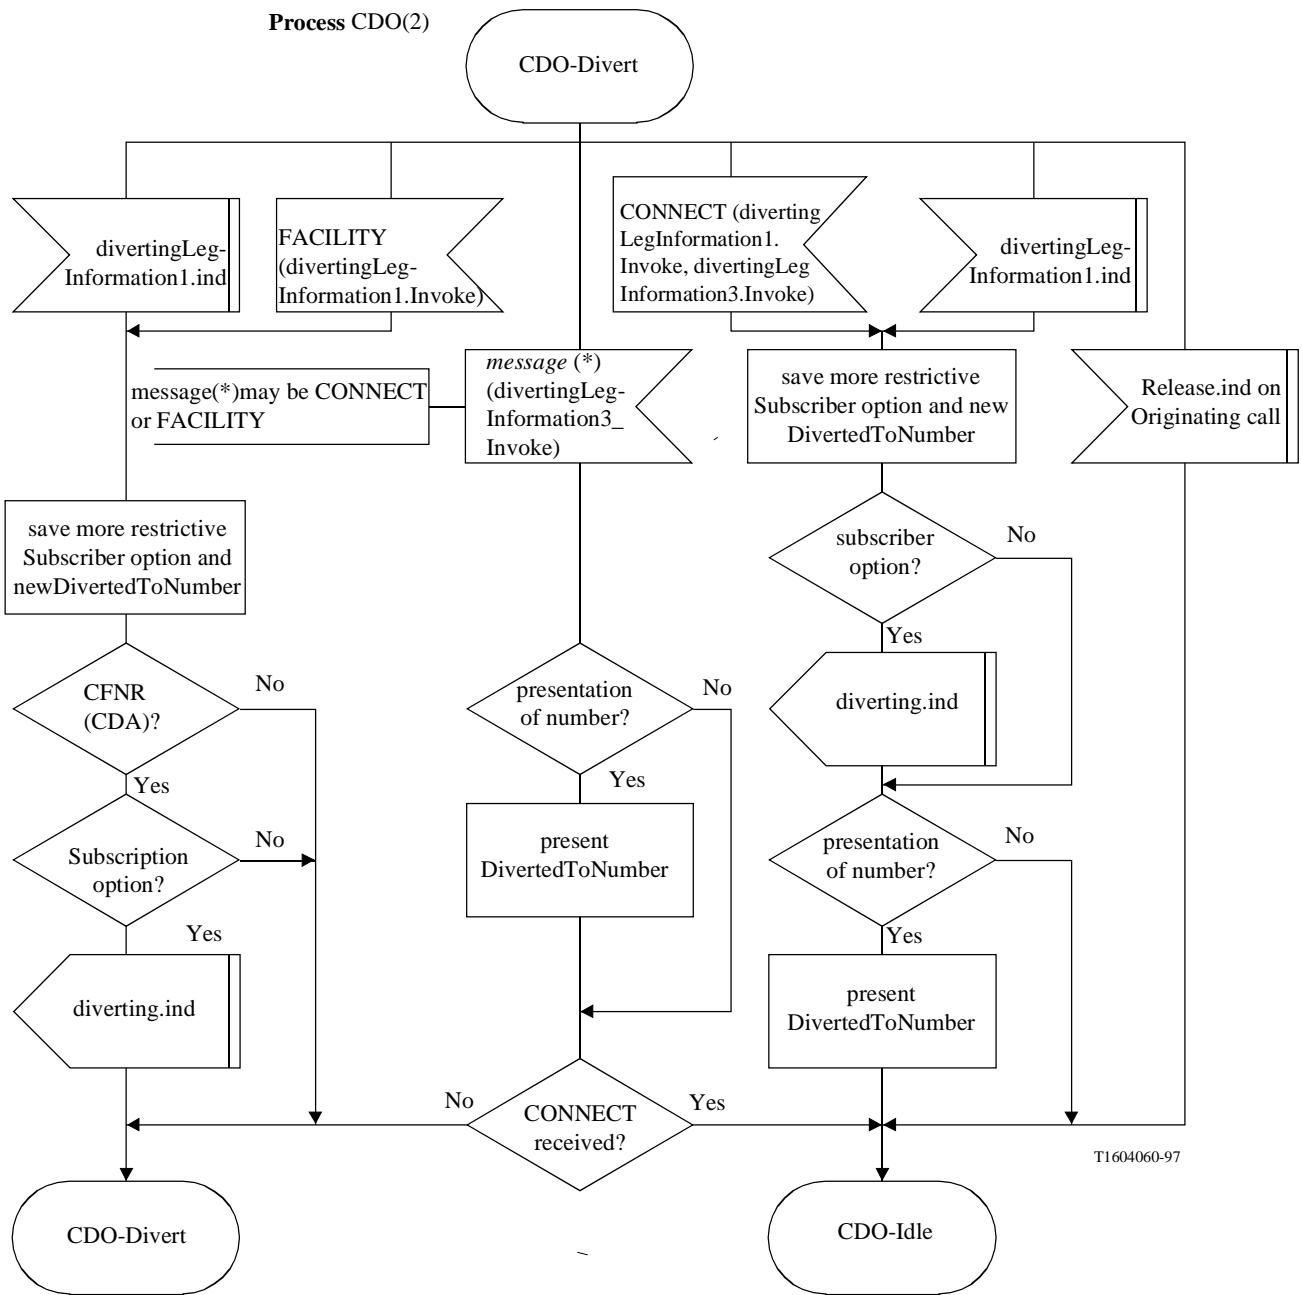 Process CDO(2)
CDO-Divert
divertingLeg-
Information1.ind
FACILITY
(divertingLeg-
Information1.Invoke)
CONNECT (diverting
LegInformation1.
Invoke, divertingLeg
Information3.Invoke)
divertingLeg-
Information1.ind
message(*)may be CONNECT
or FACILITY
message (*)
(divertingLeg-
Information3_
Invoke)
save more restrictive
Subscriber option and new
DivertedToNumber
Release.ind on
Originating call
save more restrictive
Subscriber option and
newDivertedToNumber
subscriber
option?
No
Yes
CFNR
(CDA)?
No
Yes
presentation
of number?
No
Yes
diverting.ind
Subscription
option?
No
Yes
present
DivertedToNumber
presentation
of number?
No
Yes
diverting.ind
present
DivertedToNumber
No
CONNECT
received?
Yes
T1604060-97
CDO-Divert
CDO-Idle